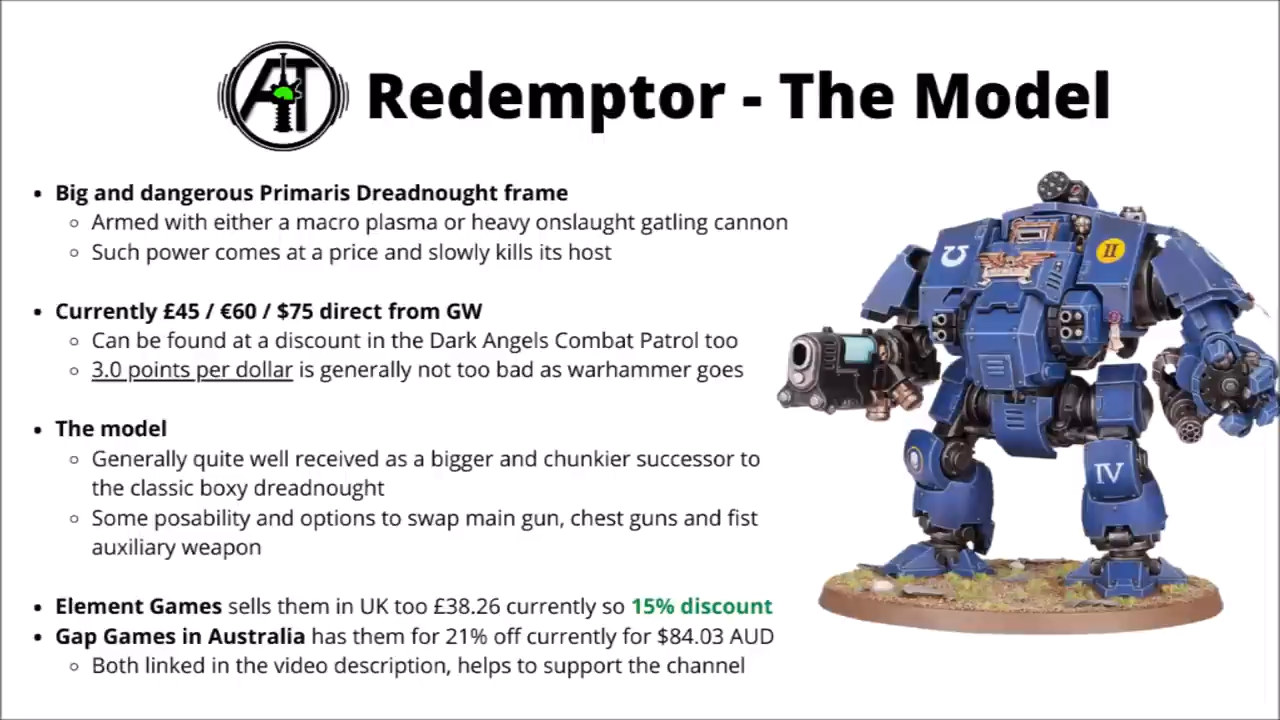 AT
Redemptor - The Model
• Big and dangerous Primaris Dreadnought frame
◦ Armed with either a macro plasma or heavy onslaught gatling cannon
◦ Such power comes at a price and slowly kills its host
• Currently £45 / €60 / $75 direct from GW
◦ Can be found at a discount in the Dark Angels Combat Patrol too
◦ 3.0 points per dollar is generally not too bad as warhammer goes
• The model
◦ Generally quite well received as a bigger and chunkier successor to
the classic boxy dreadnought
◦ Some posability and options to swap main gun, chest guns and fist
auxiliary weapon
• Element Games sells them in UK too £38.26 currently so 15% discount
• Gap Games in Australia has them for 21% off currently for $84.03 AUD
◦ Both linked in the video description, helps to support the channel
II
IV